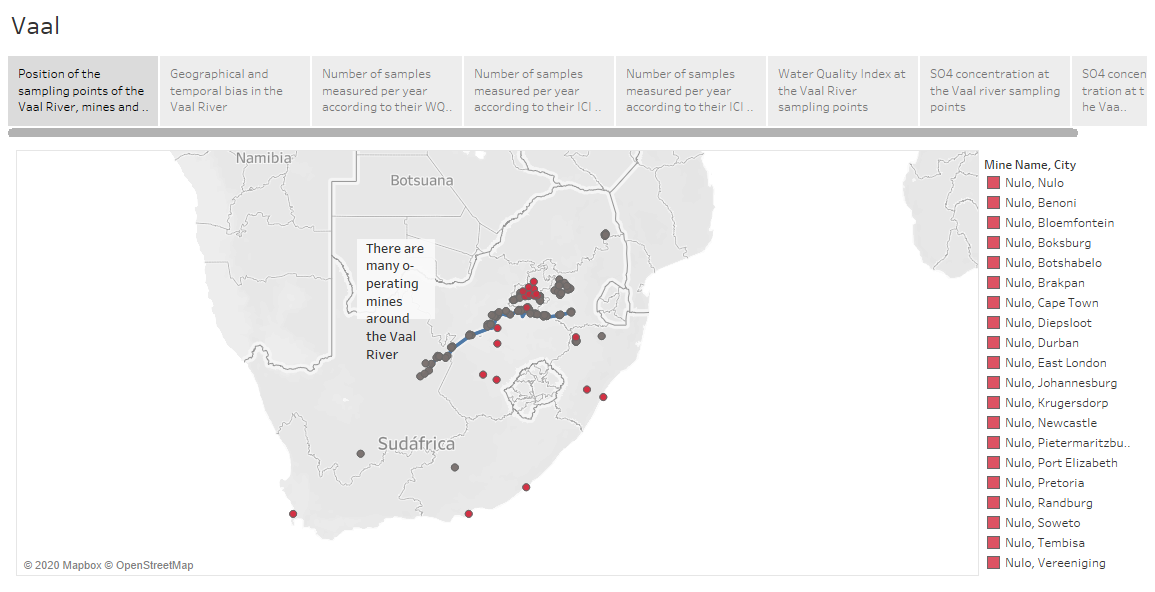 Vaal
Position of the
sampling points of the
Vaal River, mines and ..
Geographical and
temporal bias in the
Vaal River
Number of samples
measured per year
according to their WQ..
Number of samples
measured per year
according to their ICI ..
Number of samples
measured per year
according to their ICI ..
Water Quality Index at
the Vaal River
sampling points
SO4 concentration at
the Vaal river sampling
points
SO4 concen
tration at t
he Vaa..
Namibia
Botsuana
There are
many o-
perating
mines
around
the Vaal
River
Sudáfrica
© 2020 Mapbox © OpenStreetMap
Mine Name, City
Nulo, Nulo
Nulo, Benoni
Nulo, Bloemfontein
Nulo, Boksburg
Nulo, Botshabelo
Nulo, Brakpan
Nulo, Cape Town
Nulo, Diepsloot
Nulo, Durban
Nulo, East London
Nulo, Johannesburg
Nulo, Krugersdorp
Nulo, Newcastle
Nulo, Pietermaritzbu..
Nulo, Port Elizabeth
Nulo, Pretoria
Nulo, Randburg
Nulo, Soweto
Nulo, Tembisa
Nulo, Vereeniging